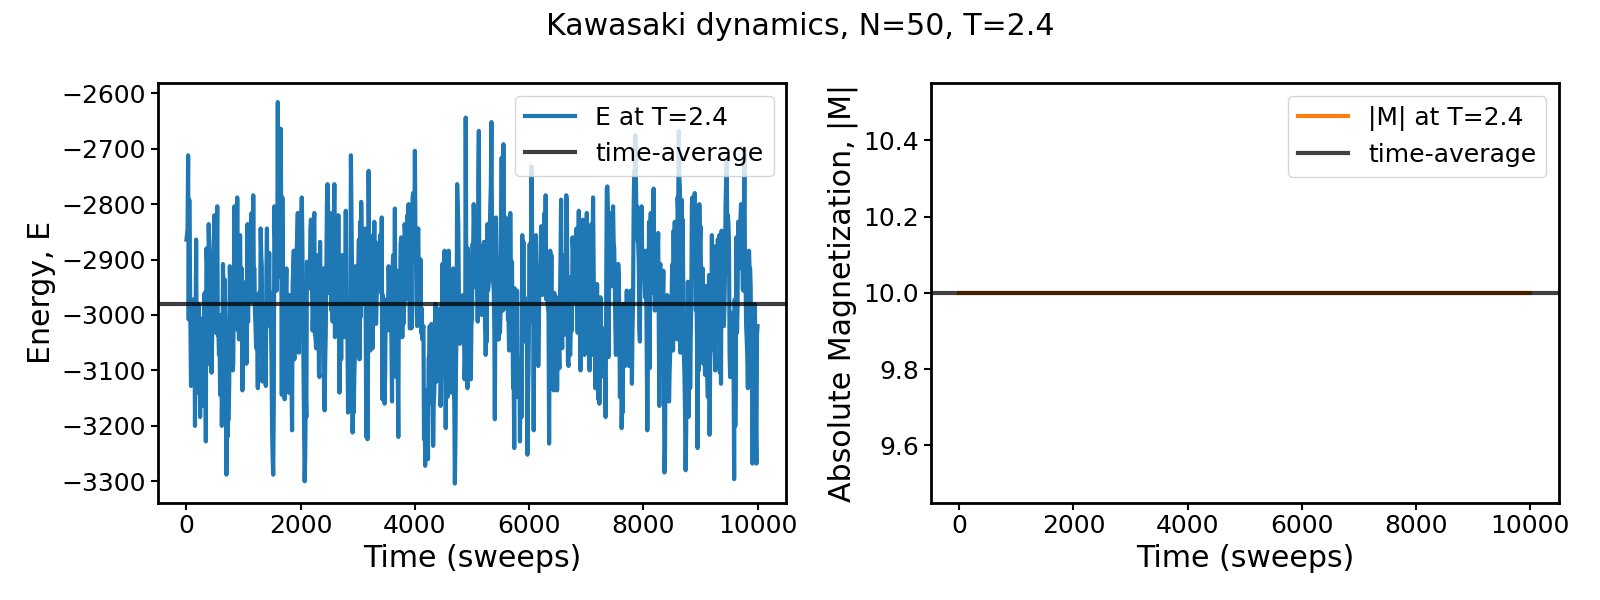 Kawasaki dynamics, N=50, T=2.4
Energy, E
−2600
−2700
−2800
−2900
−3000
−3100
−3200
−3300
E at T=2.4
time-average
0 2000 4000 6000 8000 10000
Time (sweeps)
Absolute Magnetization, |M|
10.4
10.2
10.0
9.8
9.6
|M| at T=2.4
time-average
0 2000 4000 6000 8000 10000
Time (sweeps)